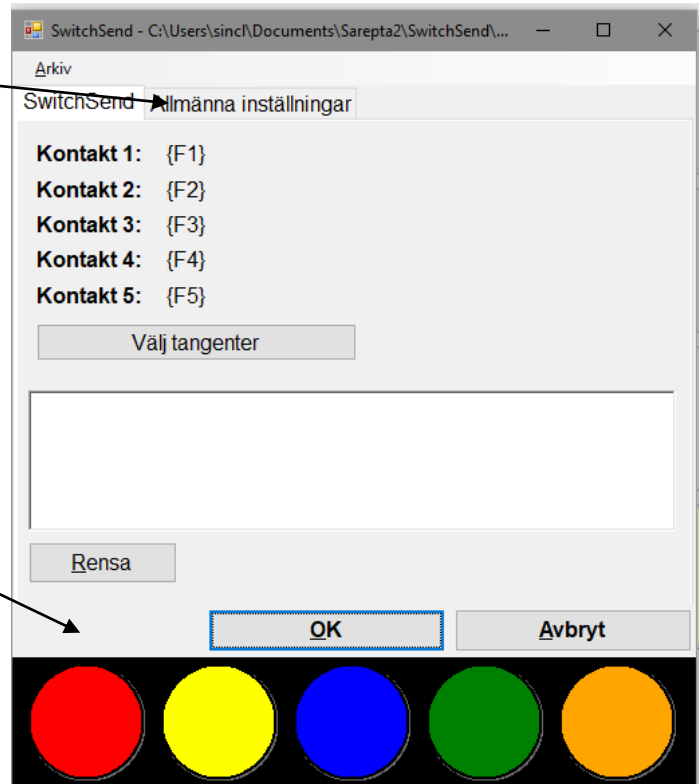 SwitchSend - C:\Users\sincl\Documents\Sarepta2\SwitchSend\...
Arkiv
SwitchSend Allmänna inställningar
Kontakt 1: {F1}
Kontakt 2: {F2}
Kontakt 3: {F3}
Kontakt 4: {F4}
Kontakt 5: {F5}
Välj tangenter
Rensa
OK Avbryt